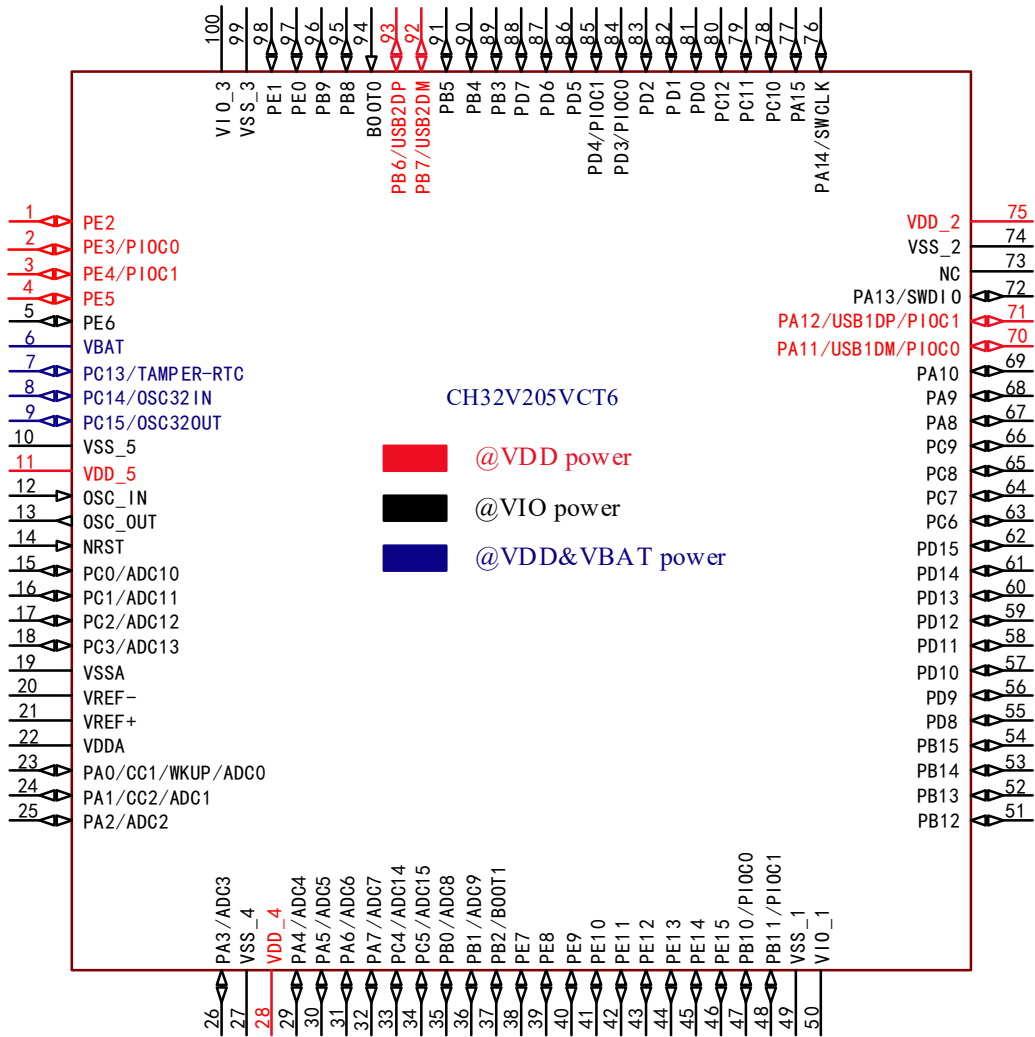 100 99 98 97 96 95 94 93 92 91 90 89 88 87 86 85 84 83 82 81 80 79 78 77 76
VIO_3
VSS_3
PE1
PE0
PB9
PB8
BOOT0
PB6/USB2DP
PB7/USB2DM
PB5
PB4
PB3
PD7
PD6
PD5
PD4/PIOC1
PD3/PIOC0
PD2
PD1
PD0
PC12
PC11
PC10
PA15
PA14/SWCLK
1 PE2
2 PE3/PIOC0
3 PE4/PIOC1
4 PE5
5 PE6
6 VBAT
7 PC13/TAMPER-RTC
8 PC14/OSC32IN
9 PC15/OSC32OUT
10 VSS_5
11 VDD_5
12 OSC_IN
13 OSC_OUT
14 NRST
15 PC0/ADC10
16 PC1/ADC11
17 PC2/ADC12
18 PC3/ADC13
19 VSSA
20 VREF-
21 VREF+
22 VDDA
23 PA0/CC1/WKUP/ADC0
24 PA1/CC2/ADC1
25 PA2/ADC2
CH32V205VCT6
@VDD power
@VIO power
@VDD&VBAT power
VDD_2 75
VSS_2 74
NC 73
PA13/SWDIO 72
PA12/USB1DP/PIOC1 71
PA11/USB1DM/PIOC0 70
PA10 69
PA9 68
PA8 67
PC9 66
PC8 65
PC7 64
PC6 63
PD15 62
PD14 61
PD13 60
PD12 59
PD11 58
PD10 57
PD9 56
PD8 55
PB15 54
PB14 53
PB13 52
PB12 51
PA3/ADC3
VSS_4
VDD_4
PA4/ADC4
PA5/ADC5
PA6/ADC6
PA7/ADC7
PC4/ADC14
PC5/ADC15
PB0/ADC8
PB1/ADC9
PB2/BOOT1
PE7
PE8
PE9
PE10
PE11
PE12
PE13
PE14
PE15
PB10/PIOC0
PB11/PIOC1
VSS_1
VIO_1
26 27 28 29 30 31 32 33 34 35 36 37 38 39 40 41 42 43 44 45 46 47 48 49 50